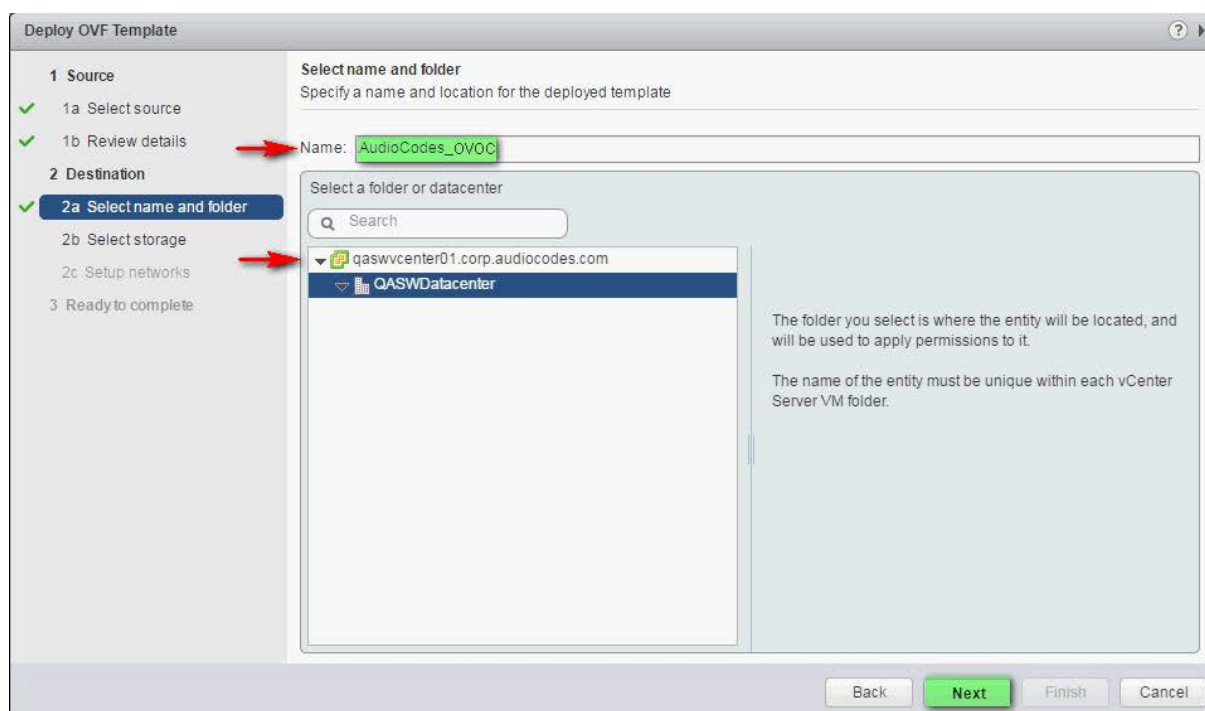 Deploy OVF Template
1 Source
1a Select source
1b Review details
2 Destination
2a Select name and folder
2b Select storage
2c Setup networks
3 Ready to complete
Select name and folder
Specify a name and location for the deployed template
Name: AudioCodes_OVOC
Select a folder or datacenter
Search
qaswvcenter01.corp.audiocodes.com
QASWDatacenter
The folder you select is where the entity will be located, and
will be used to apply permissions to it.
The name of the entity must be unique within each vCenter
Server VM folder.
Back Next Finish Cancel